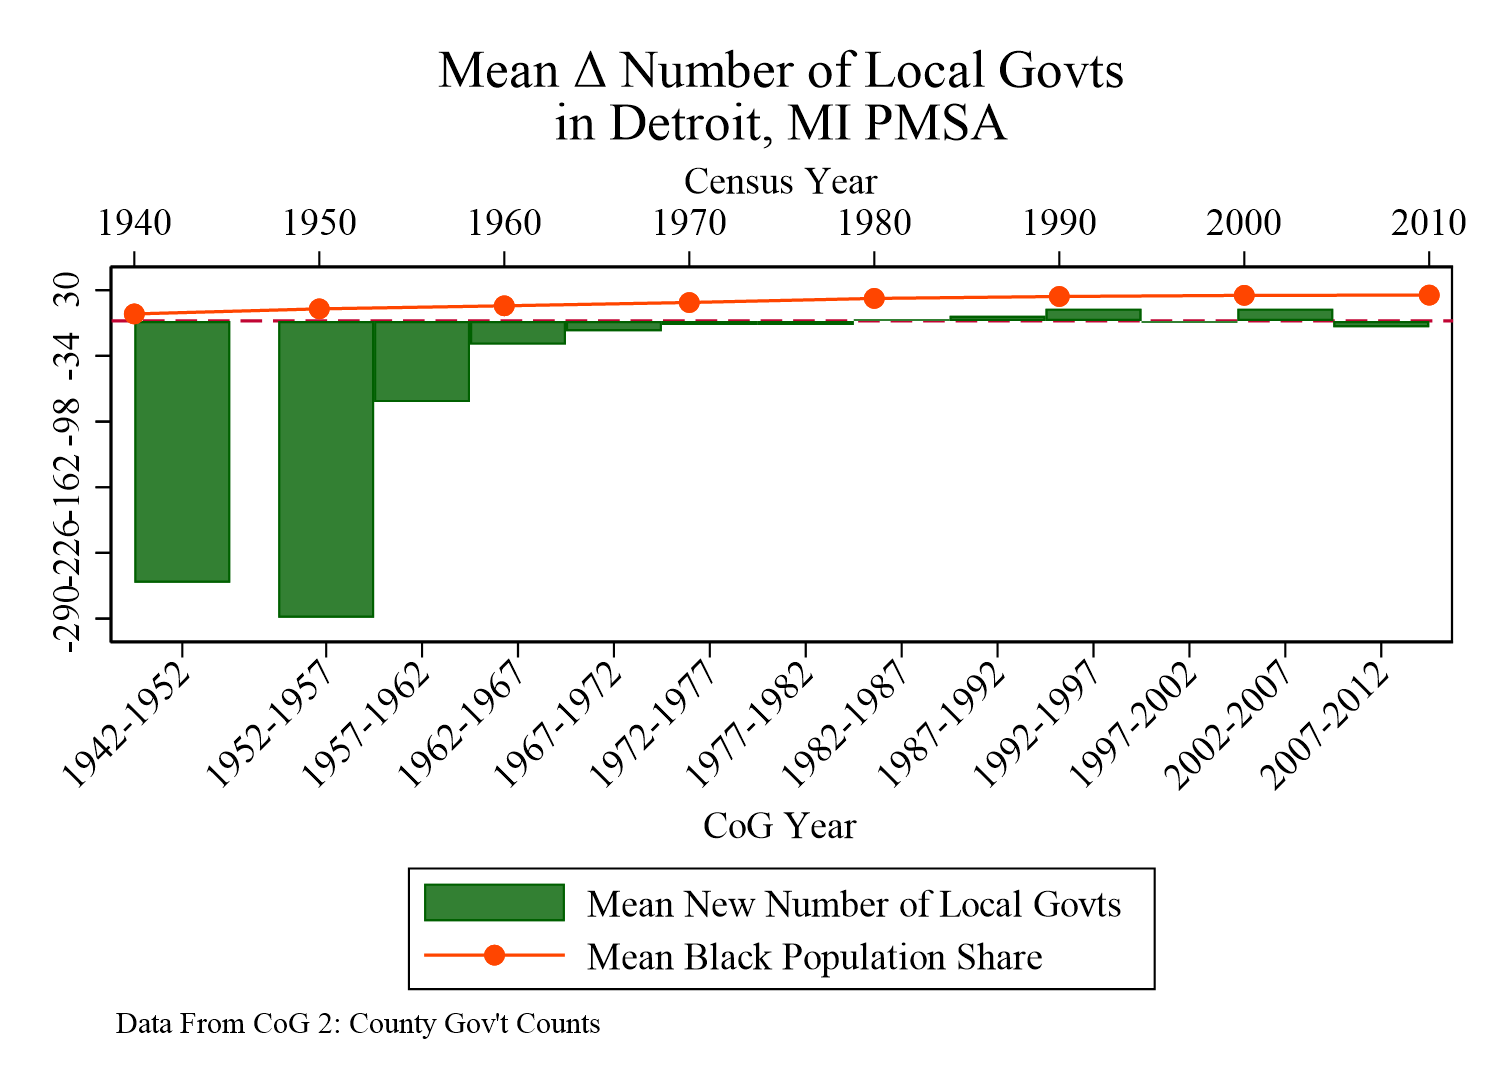 Mean Δ Number of Local Govts
in Detroit, MI PMSA
Census Year
1940 1950 1960 1970 1980 1990 2000 2010
30
-34
-98
-162
-226
-290
1942-1952
1952-1957
1957-1962
1962-1967
1967-1972
1972-1977
1977-1982
1982-1987
1987-1992
1992-1997
1997-2002
2002-2007
2007-2012
CoG Year
Mean New Number of Local Govts
Mean Black Population Share
Data From CoG 2: County Gov't Counts